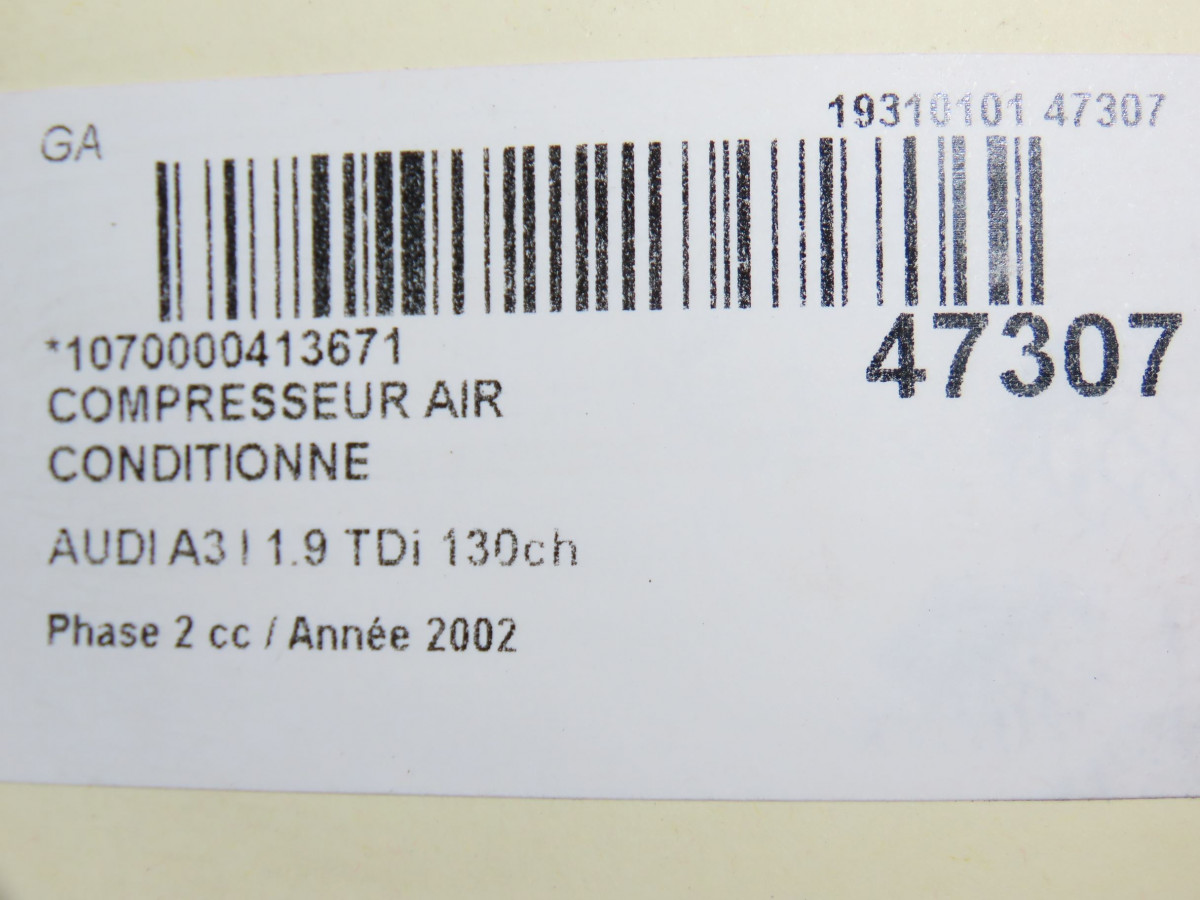 GA
19310101 47307
*1070000413671
47307
COMPRESSEUR AIR
CONDITIONNE
AUDI A3 I 1.9 TDi 130ch
Phase 2 cc / Année 2002